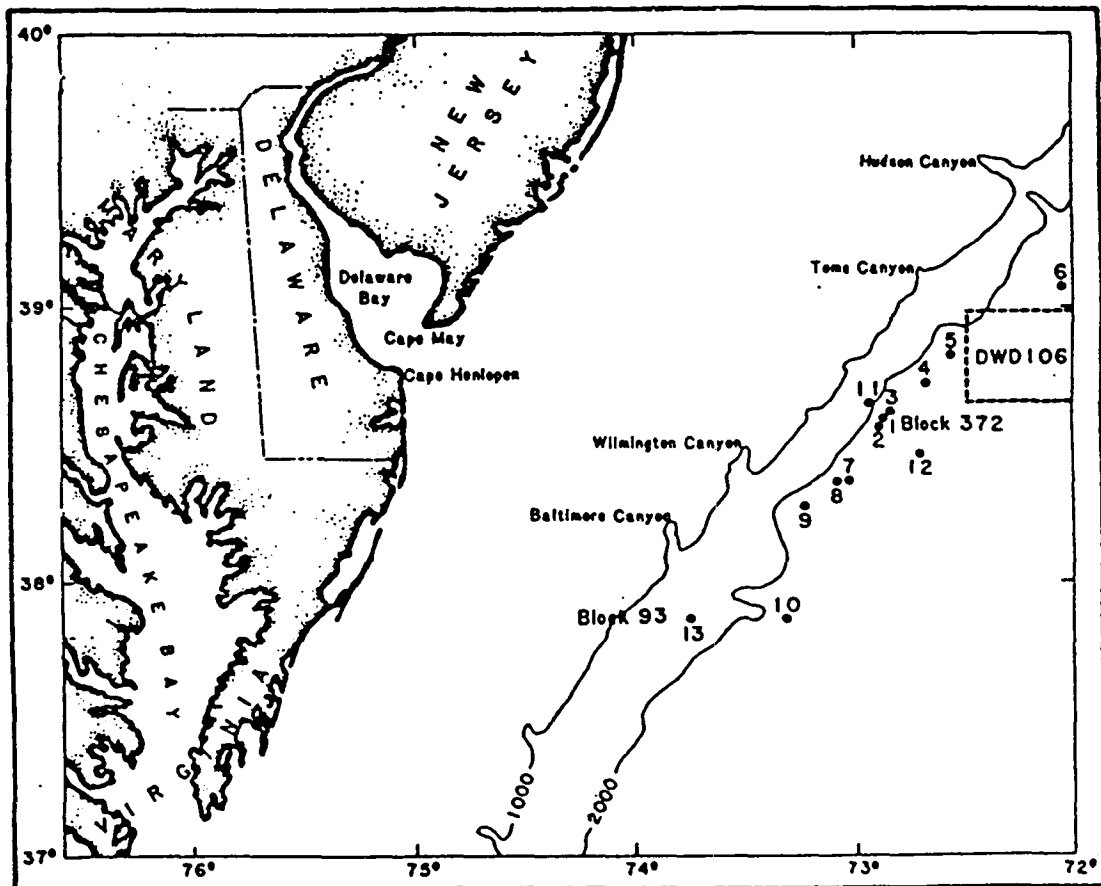 40°
NEW
JERSEY
Hudson Canyon
DELAWARE
Toms Canyon
6
ARYLAND
Delaware
Bay
39°
Cape May
5
DWD106
4
Cape Henlopen
CHESAPEAKE BAY
11
3
1
Block 372
2
Wilmington Canyon
12
7
8
9
Baltimore Canyon
38°
Block 93
13
10
VIRGINIA
1000
2000
37°
76°
75°
74°
73°
72°